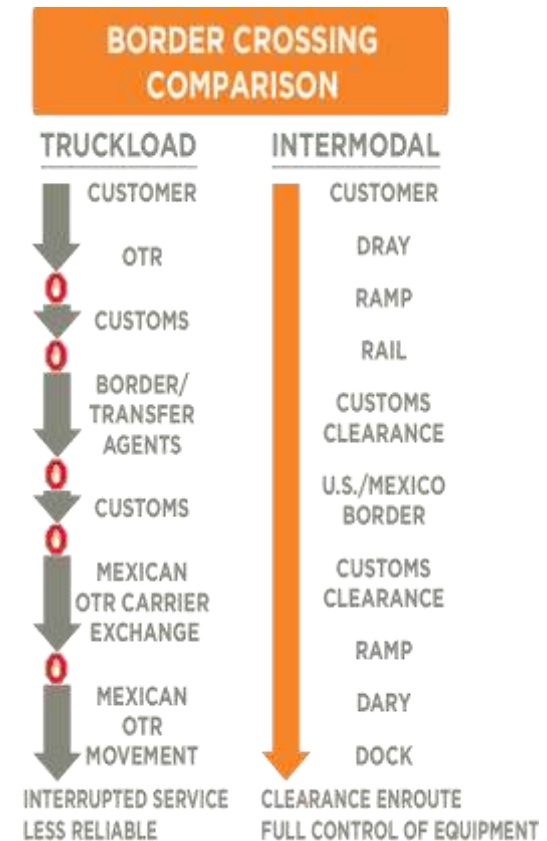 BORDER CROSSING
COMPARISON
TRUCKLOAD
CUSTOMER
OTR
CUSTOMS
BORDER/
TRANSFER
AGENTS
CUSTOMS
MEXICAN
OTR CARRIER
EXCHANGE
MEXICAN
OTR
MOVEMENT
INTERRUPTED SERVICE
LESS RELIABLE
INTERMODAL
CUSTOMER
DRAY
RAMP
RAIL
CUSTOMS
CLEARANCE
U.S./MEXICO
BORDER
CUSTOMS
CLEARANCE
RAMP
DARY
DOCK
CLEARANCE ENROUTE
FULL CONTROL OF EQUIPMENT